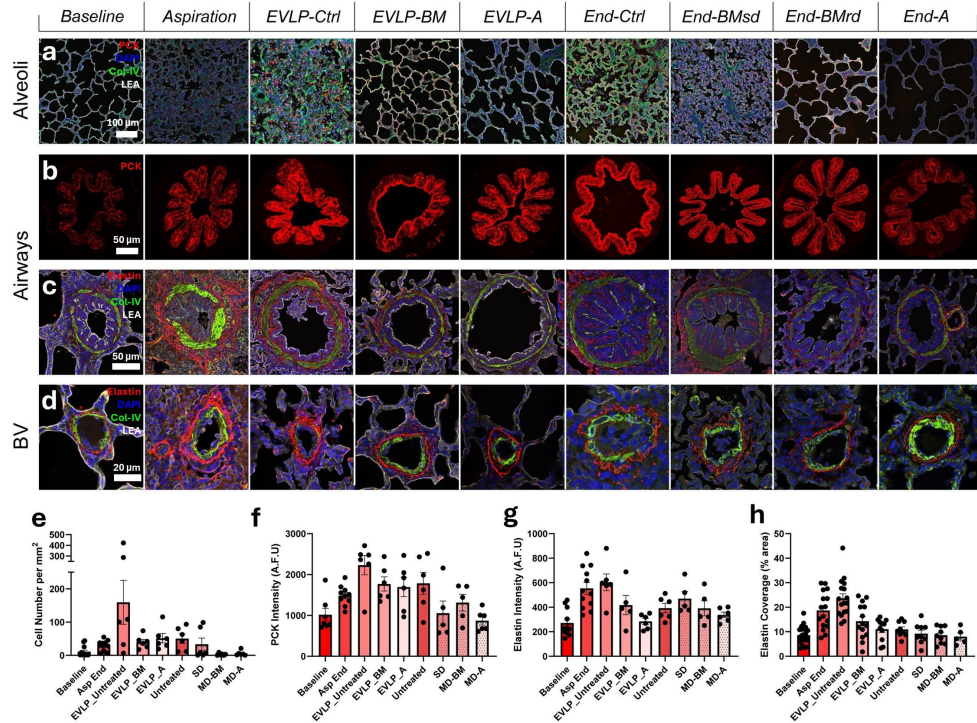 Baseline Aspiration EVLP-Ctrl EVLP-BM EVLP-A End-Ctrl End-BMsd End-BMrd End-A
Alveoli
a
PCK
DAPI
Col-IV
LEA
100 µm
Airways
b
PCK
50 µm
c
Elastin
DAPI
Col-IV
LEA
50 µm
BV
d
Elastin
DAPI
Col-IV
LEA
20 µm
e
Cell Number per mm²
500
400
300
200
100
0
Baseline
Asp End
EVLP_Untreated
EVLP_BM
EVLP_A
Untreated
SD
MD-BM
MD-A
f
PCK Intensity (A.F.U)
3000
2000
1000
0
Baseline
Asp End
EVLP_Untreated
EVLP_BM
EVLP_A
Untreated
SD
MD-BM
MD-A
g
Elastin Intensity (A.F.U)
1000
800
600
400
200
0
Baseline
Asp End
EVLP_Untreated
EVLP_BM
EVLP_A
Untreated
SD
MD-BM
MD-A
h
Elastin Coverage (% area)
50
40
30
20
10
0
Baseline
Asp End
EVLP_Untreated
EVLP_BM
EVLP_A
Untreated
SD
MD-BM
MD-A